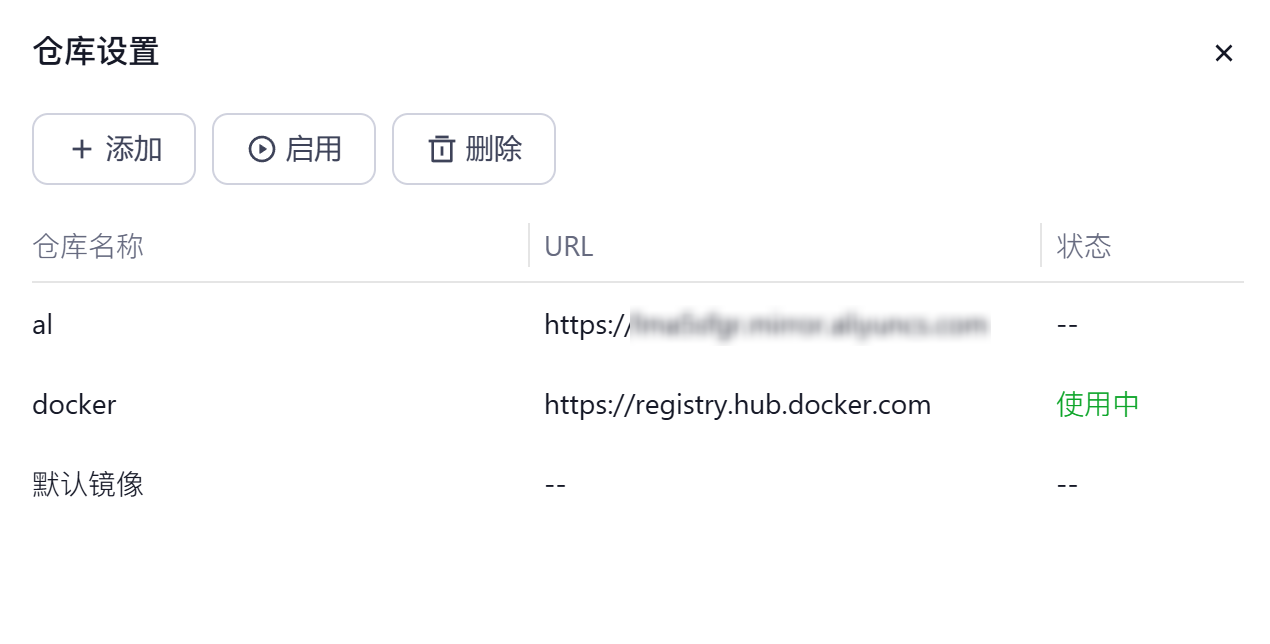 仓库设置
添加 启用 删除
仓库名称 URL 状态
al https:// --
docker https://registry.hub.docker.com 使用中
默认镜像 -- --